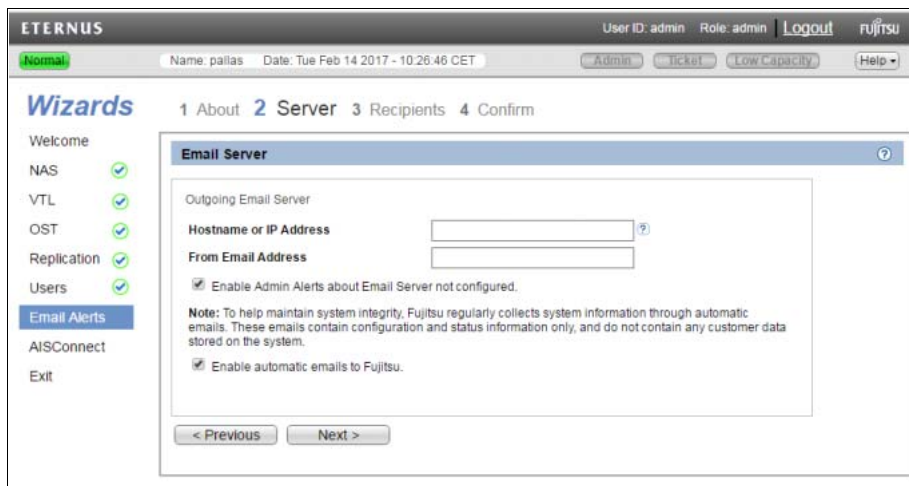 ETERNUS User ID: admin Role: admin Logout FUJITSU
Normal Name: pallas Date: Tue Feb 14 2017 - 10:26:46 CET Admin Ticket Low Capacity Help
Wizards 1 About 2 Server 3 Recipients 4 Confirm
Welcome
NAS
VTL
OST
Replication
Users
Email Alerts
AISConnect
Exit
Email Server ?
Outgoing Email Server
Hostname or IP Address ?
From Email Address
Enable Admin Alerts about Email Server not configured.
Note: To help maintain system integrity, Fujitsu regularly collects system information through automatic
emails. These emails contain configuration and status information only, and do not contain any customer data
stored on the system.
Enable automatic emails to Fujitsu.
< Previous Next >